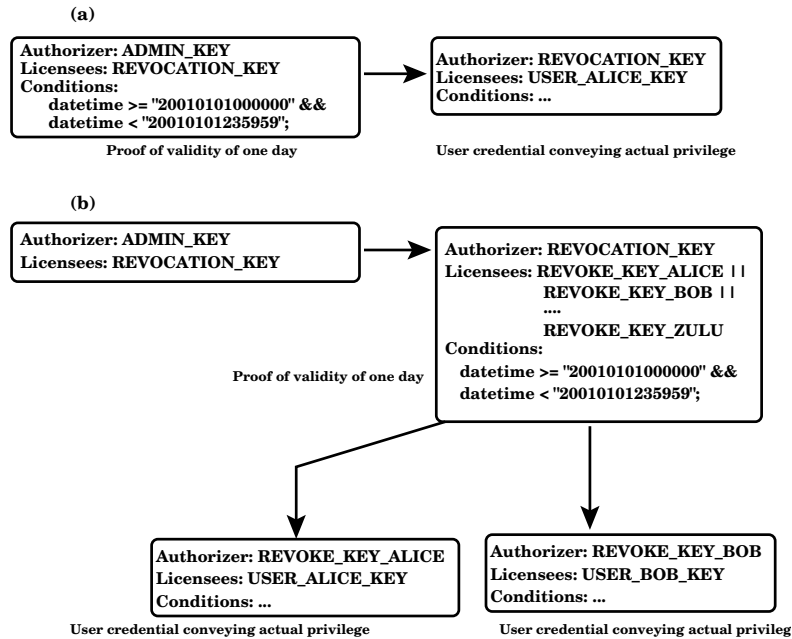 (a)
Authorizer: ADMIN_KEY
Licensees: REVOCATION_KEY
Conditions:
datetime >= "20010101000000" &&
datetime < "20010101235959";
Proof of validity of one day
Authorizer: REVOCATION_KEY
Licensees: USER_ALICE_KEY
Conditions: ...
User credential conveying actual privilege
(b)
Authorizer: ADMIN_KEY
Licensees: REVOCATION_KEY
Authorizer: REVOCATION_KEY
Licensees: REVOKE_KEY_ALICE ||
REVOKE_KEY_BOB ||
....
REVOKE_KEY_ZULU
Conditions:
datetime >= "20010101000000" &&
datetime < "20010101235959";
Proof of validity of one day
Authorizer: REVOKE_KEY_ALICE
Licensees: USER_ALICE_KEY
Conditions: ...
User credential conveying actual privilege
Authorizer: REVOKE_KEY_BOB
Licensees: USER_BOB_KEY
Conditions: ...
User credential conveying actual privileg